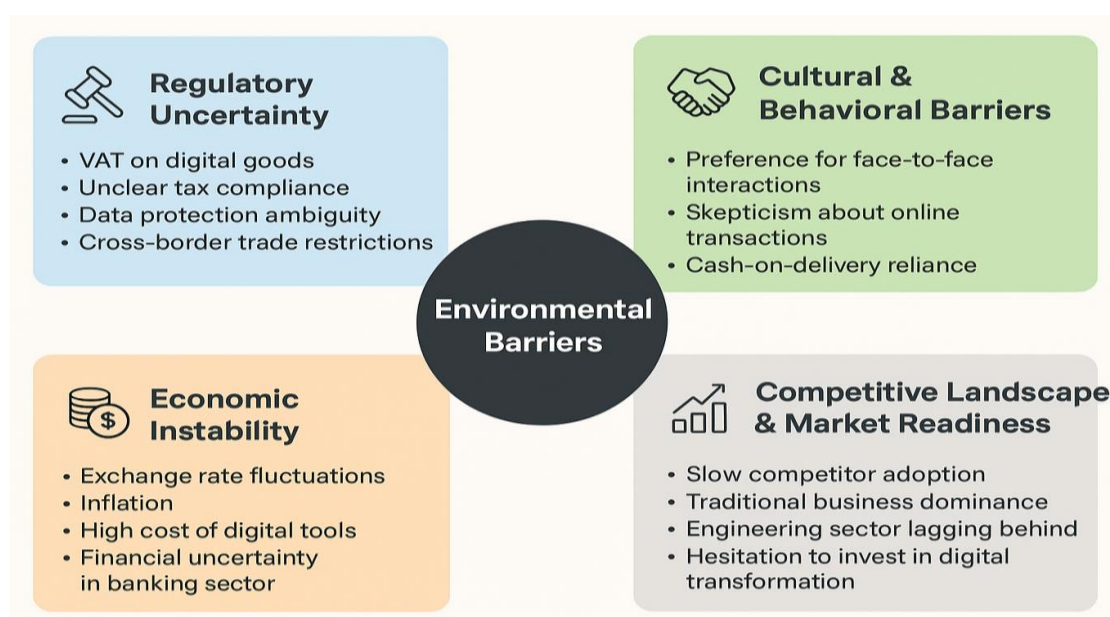 Regulatory
Uncertainty
• VAT on digital goods
• Unclear tax compliance
• Data protection ambiguity
• Cross-border trade restrictions
Cultural &
Behavioral Barriers
• Preference for face-to-face
interactions
• Skepticism about online
transactions
• Cash-on-delivery reliance
Environmental
Barriers
Economic
Instability
• Exchange rate fluctuations
• Inflation
• High cost of digital tools
• Financial uncertainty
in banking sector
Competitive Landscape
& Market Readiness
• Slow competitor adoption
• Traditional business dominance
• Engineering sector lagging behind
• Hesitation to invest in digital
transformation